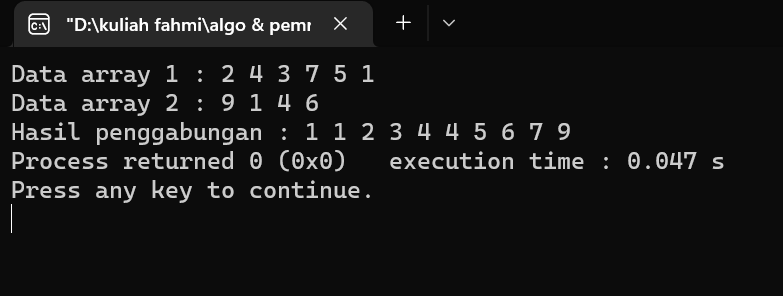 "D:\kuliah fahmi\algo & pemr
Data array 1 : 2 4 3 7 5 1
Data array 2 : 9 1 4 6
Hasil penggabungan : 1 1 2 3 4 4 5 6 7 9
Process returned 0 (0x0)   execution time : 0.047 s
Press any key to continue.